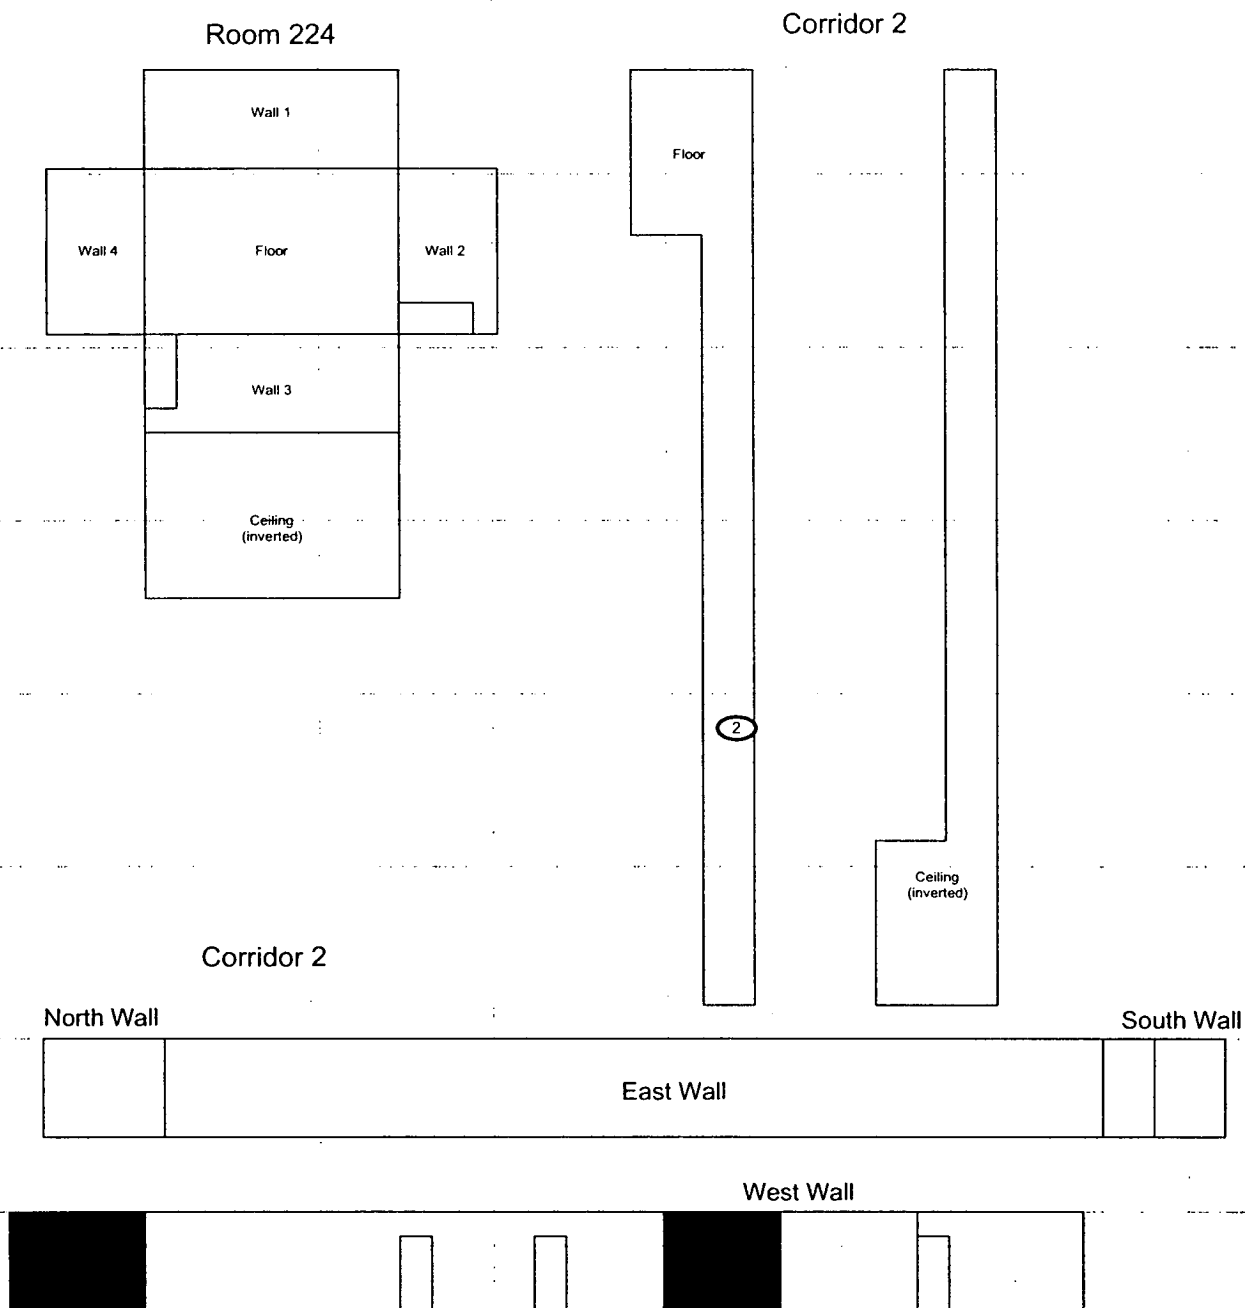 Room 224
Corridor 2
Wall 1
Floor
Wall 4
Floor
Wall 2
Wall 3
Ceiling
(inverted)
2
Ceiling
(inverted)
Corridor 2
North Wall
South Wall
East Wall
West Wall